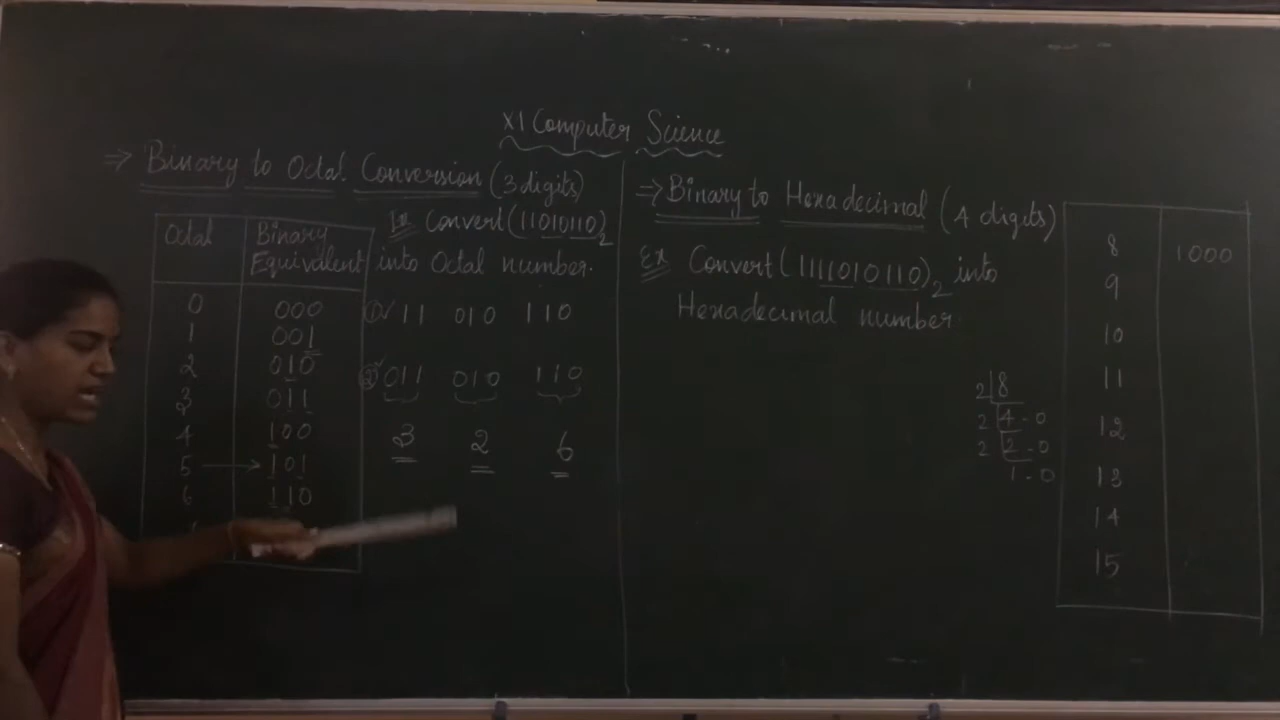 XI Computer Science
⇒ Binary to Octal Conversion (3 digits)
Octal
Binary Equivalent
0 000
1 001
2 010
3 011
4 100
5 → 101
6 110
Ex Convert (11010110)2
into Octal number.
① 11 010 110
② 011 010 110
3 2 6
⇒ Binary to Hexadecimal (4 digits)
Ex Convert (1111010110)2 into
Hexadecimal number
2 8
2 4 - 0
2 2 - 0
1 - 0
8 1000
9
10
11
12
13
14
15